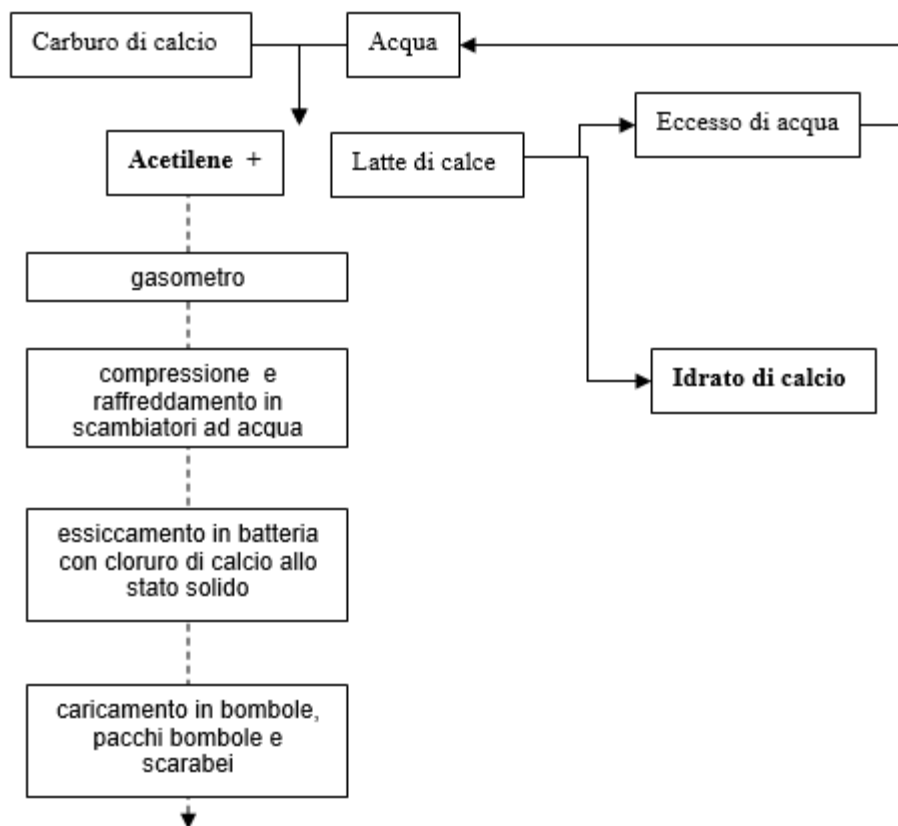 Carburo di calcio
Acqua
Eccesso di acqua
Acetilene +
Latte di calce
gasometro
compressione e
raffreddamento in
scambiatori ad acqua
Idrato di calcio
essiccamento in batteria
con cloruro di calcio allo
stato solido
caricamento in bombole,
pacchi bombole e
scarabei